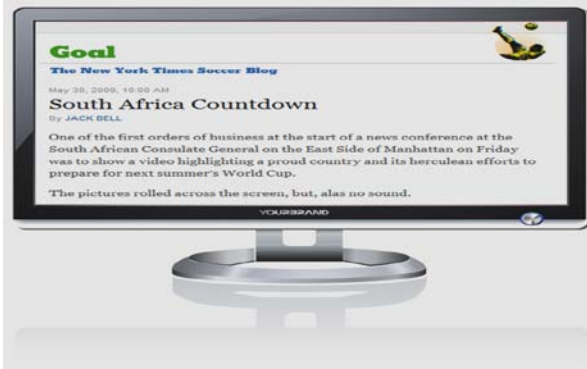 Goal
The New York Times Soccer Blog
May 30, 2009, 10:00 AM
South Africa Countdown
By JACK BELL
One of the first orders of business at the start of a news conference at the
South African Consulate General on the East Side of Manhattan on Friday
was to show a video highlighting a proud country and its herculean efforts to
prepare for next summer's World Cup.
The pictures rolled across the screen, but, alas no sound.
YOURBRAND